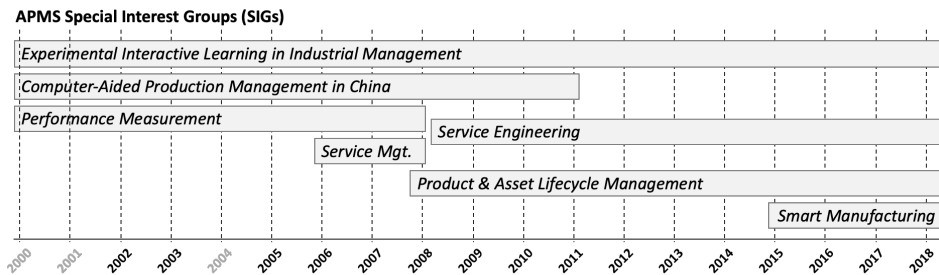 APMS Special Interest Groups (SIGs)
Experimental Interactive Learning in Industrial Management
Computer-Aided Production Management in China
Performance Measurement
Service Engineering
Service Mgt.
Product & Asset Lifecycle Management
Smart Manufacturing
2000 2001 2002 2003 2004 2005 2006 2007 2008 2009 2010 2011 2012 2013 2014 2015 2016 2017 2018